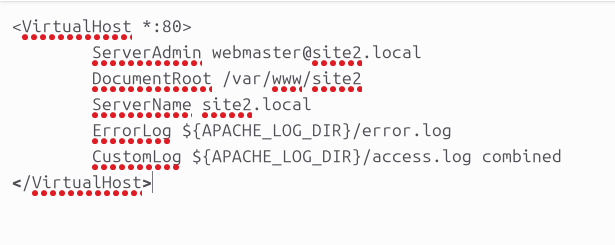 <VirtualHost *:80>
        ServerAdmin webmaster@site2.local
        DocumentRoot /var/www/site2
        ServerName site2.local
        ErrorLog ${APACHE_LOG_DIR}/error.log
        CustomLog ${APACHE_LOG_DIR}/access.log combined
</VirtualHost>